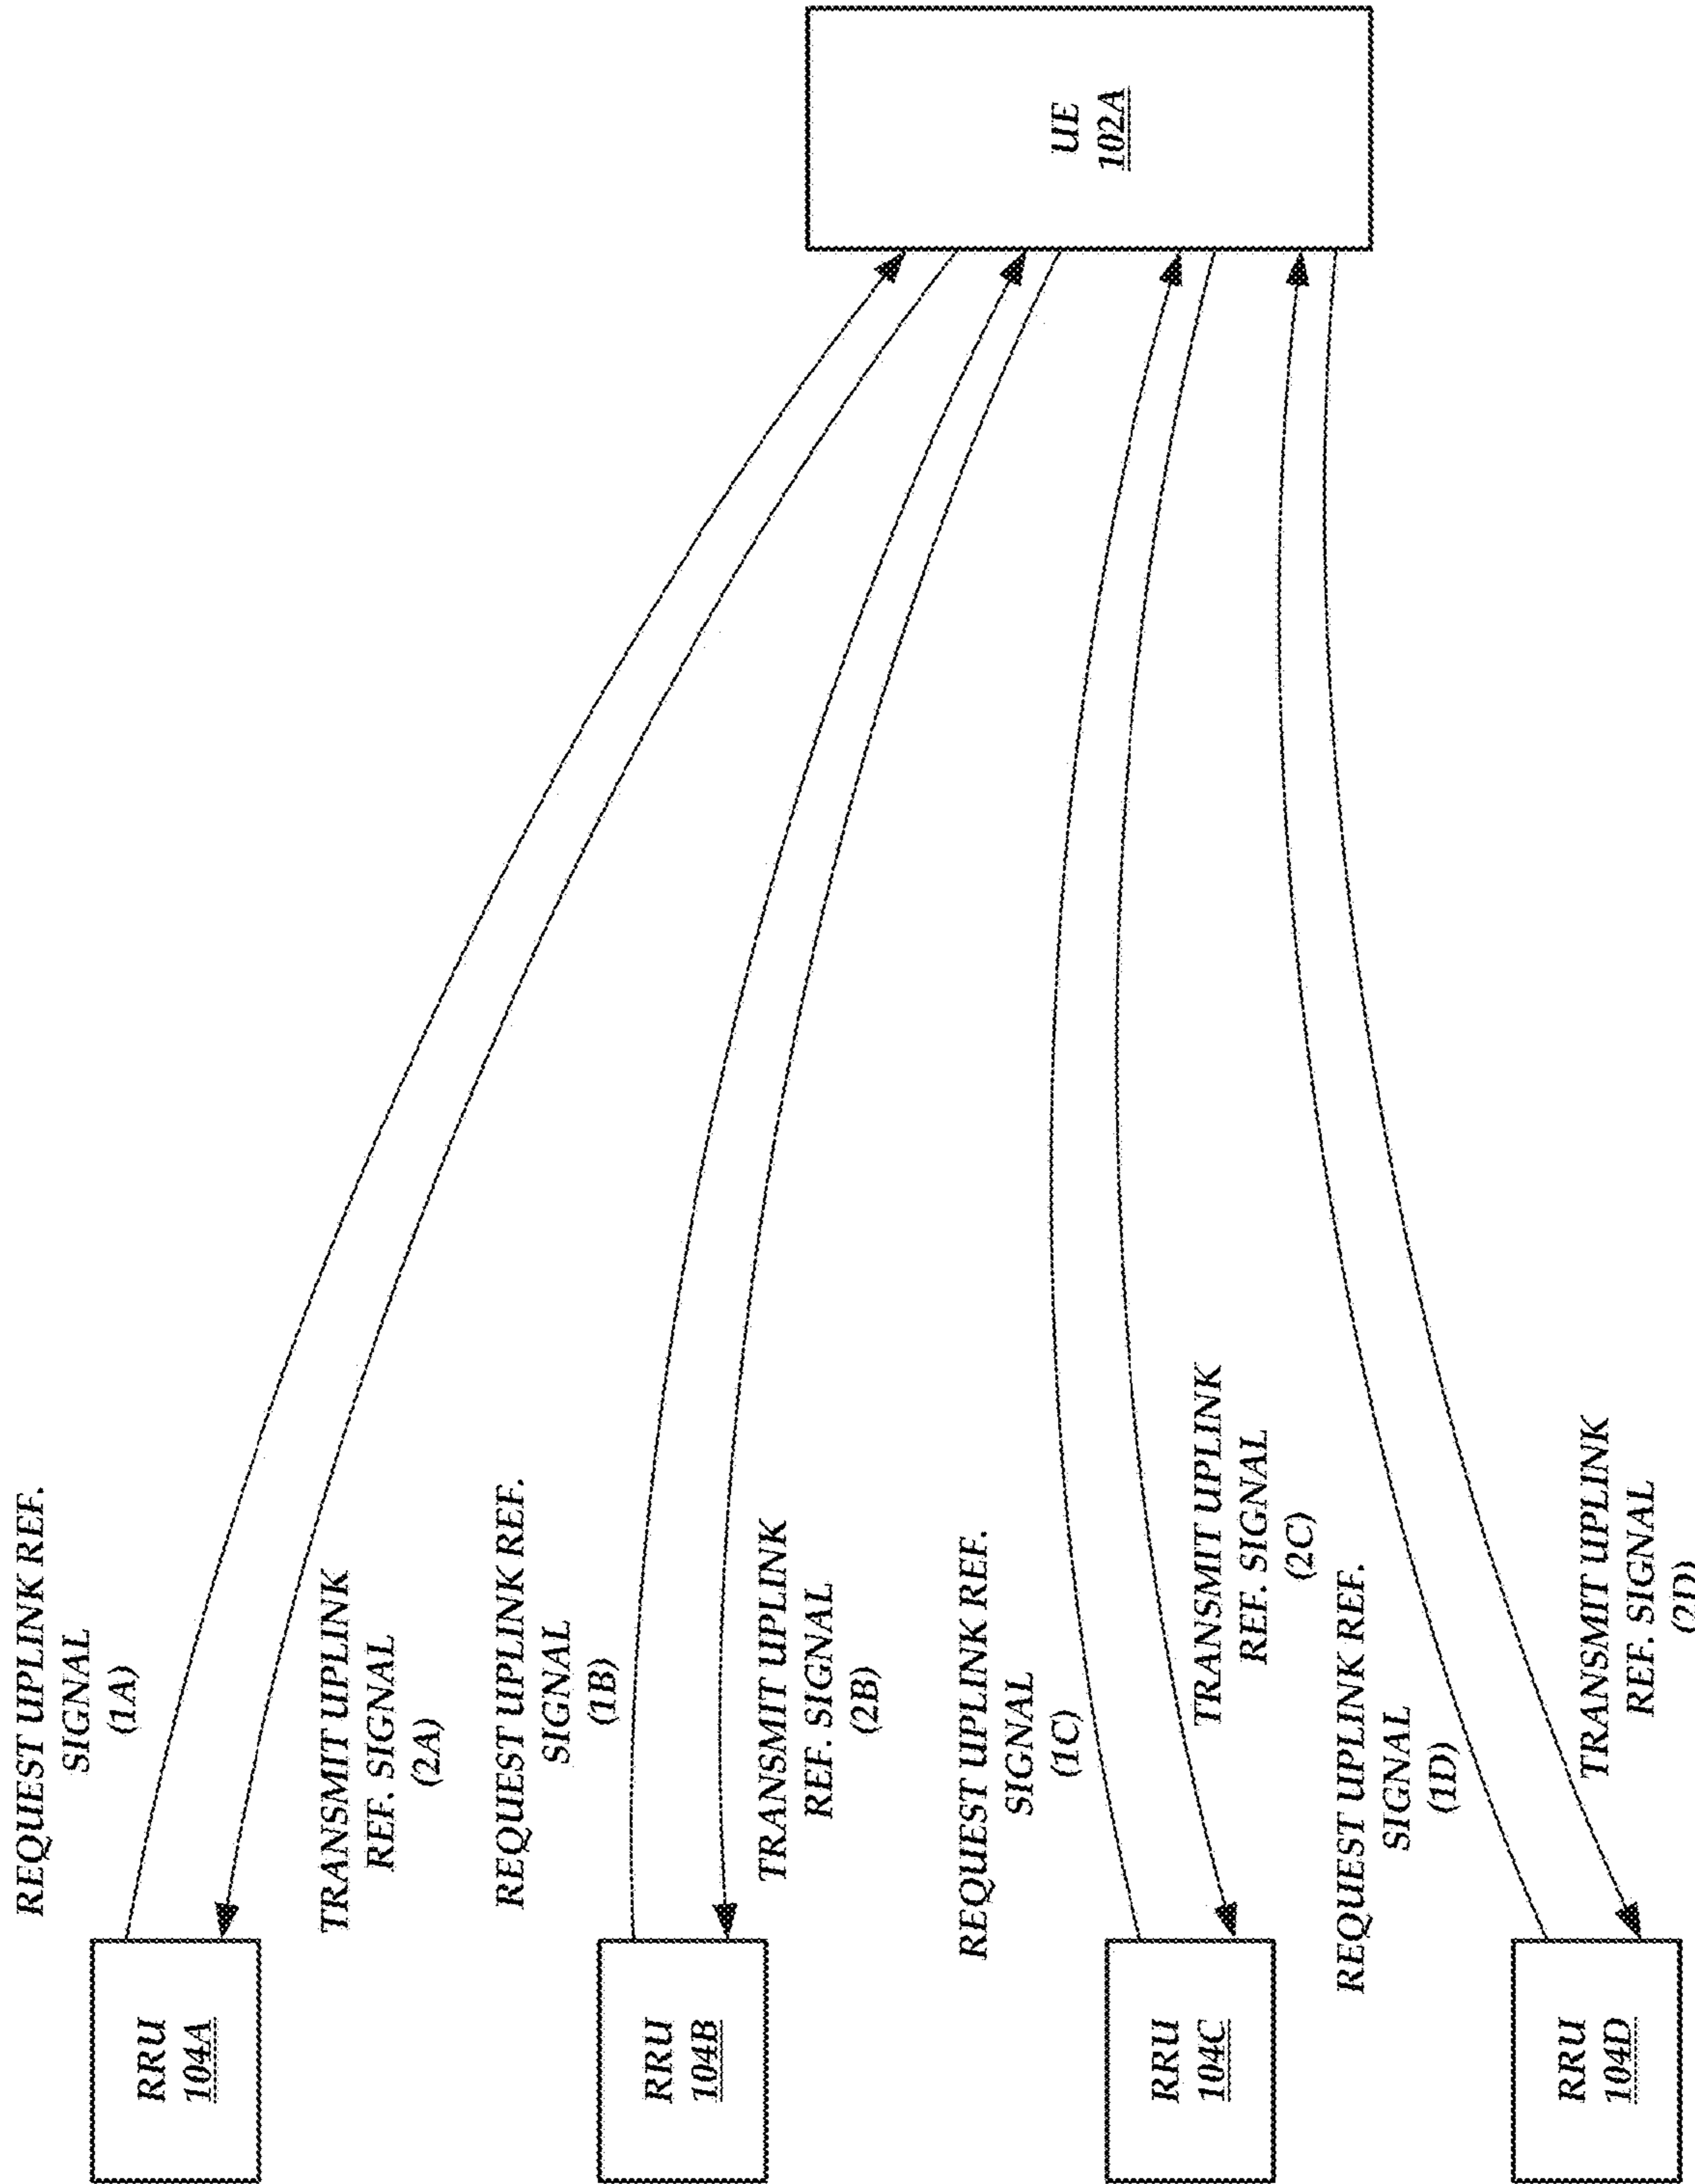 REQUEST UPLINK REF.
SIGNAL
(1A)
RRU
104A
TRANSMIT UPLINK
REF. SIGNAL
(2A)
REQUEST UPLINK REF.
SIGNAL
(1B)
RRU
104B
TRANSMIT UPLINK
REF. SIGNAL
(2B)
UE
102A
REQUEST UPLINK REF.
SIGNAL
(1C)
RRU
104C
TRANSMIT UPLINK
REF. SIGNAL
(2C)
REQUEST UPLINK REF.
SIGNAL
(1D)
RRU
104D
TRANSMIT UPLINK
REF. SIGNAL
(2D)